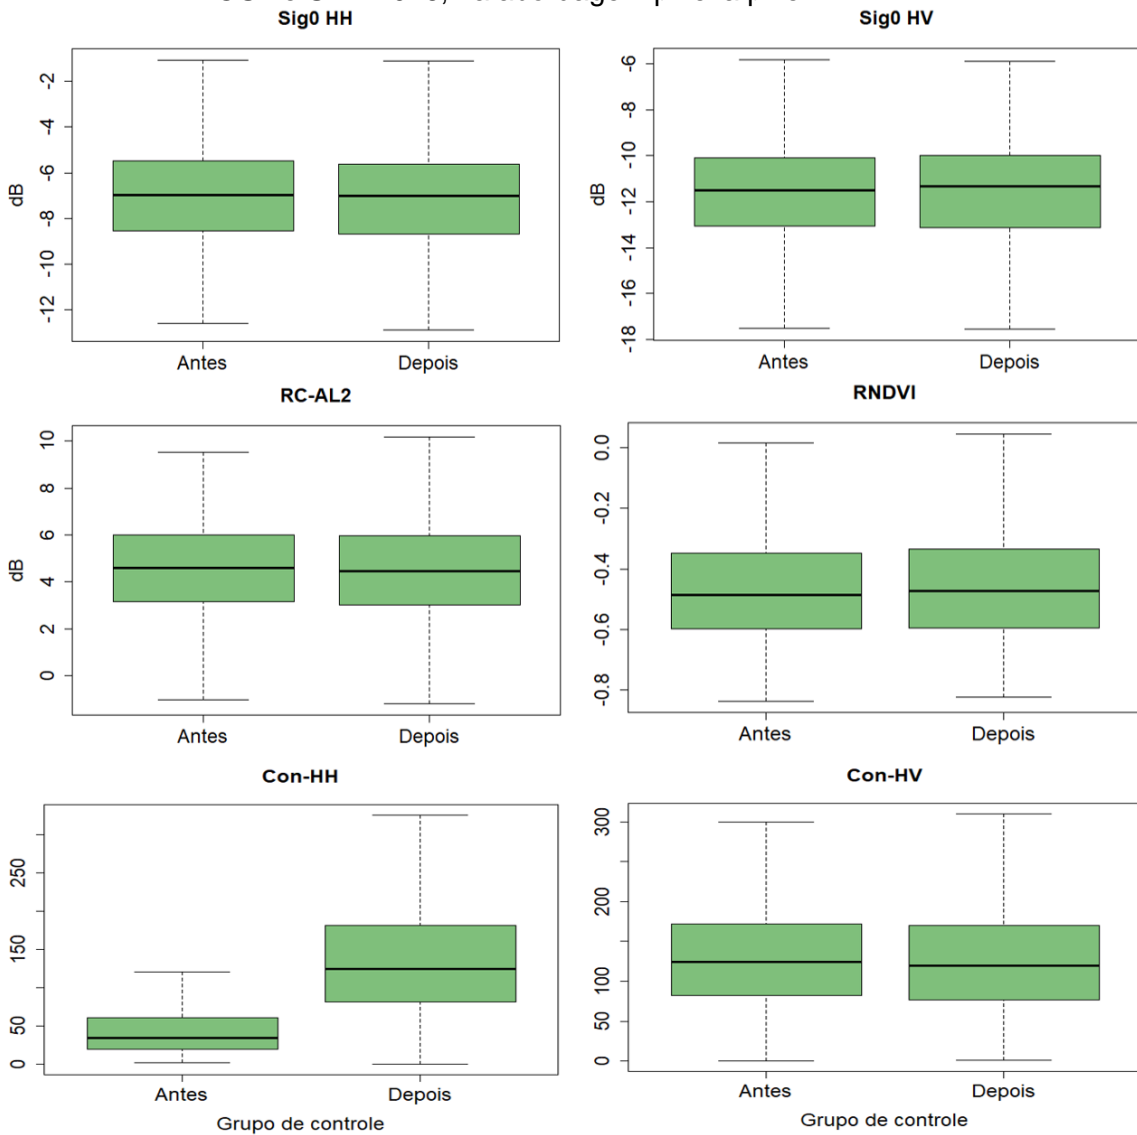 Sig0 HH
Sig0 HV
-2
-4
-6
-8
-10
-12
dB
Antes
Depois
-6
-8
-10
-12
-14
-16
-18
dB
Antes
Depois
RC-AL2
RNDVI
10
8
6
4
2
0
dB
Antes
Depois
0.0
-0.2
-0.4
-0.6
-0.8
Antes
Depois
Con-HH
Con-HV
250
150
50
0
Antes
Depois
Grupo de controle
300
200
100
50
0
Antes
Depois
Grupo de controle